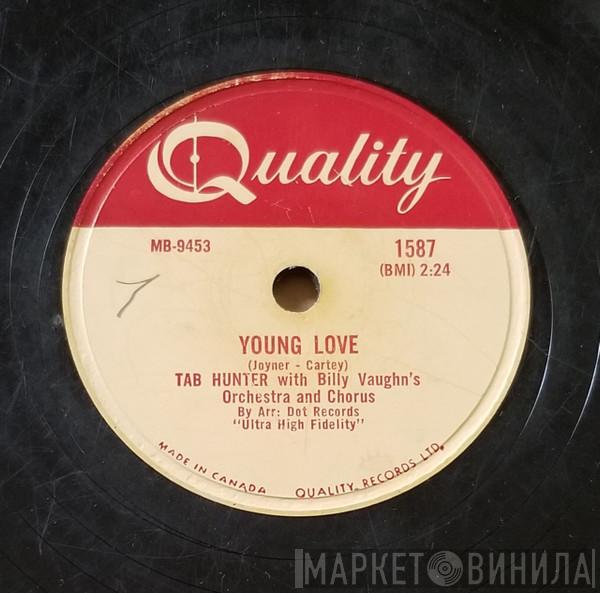 Quality
MB-9453
1587
(BMI) 2:24
YOUNG LOVE
(Joyner - Cartey)
TAB HUNTER with Billy Vaughn's
Orchestra and Chorus
By Arr: Dot Records
"Ultra High Fidelity"
MADE IN CANADA QUALITY RECORDS LTD.
МАРКЕТ ВИНИЛА